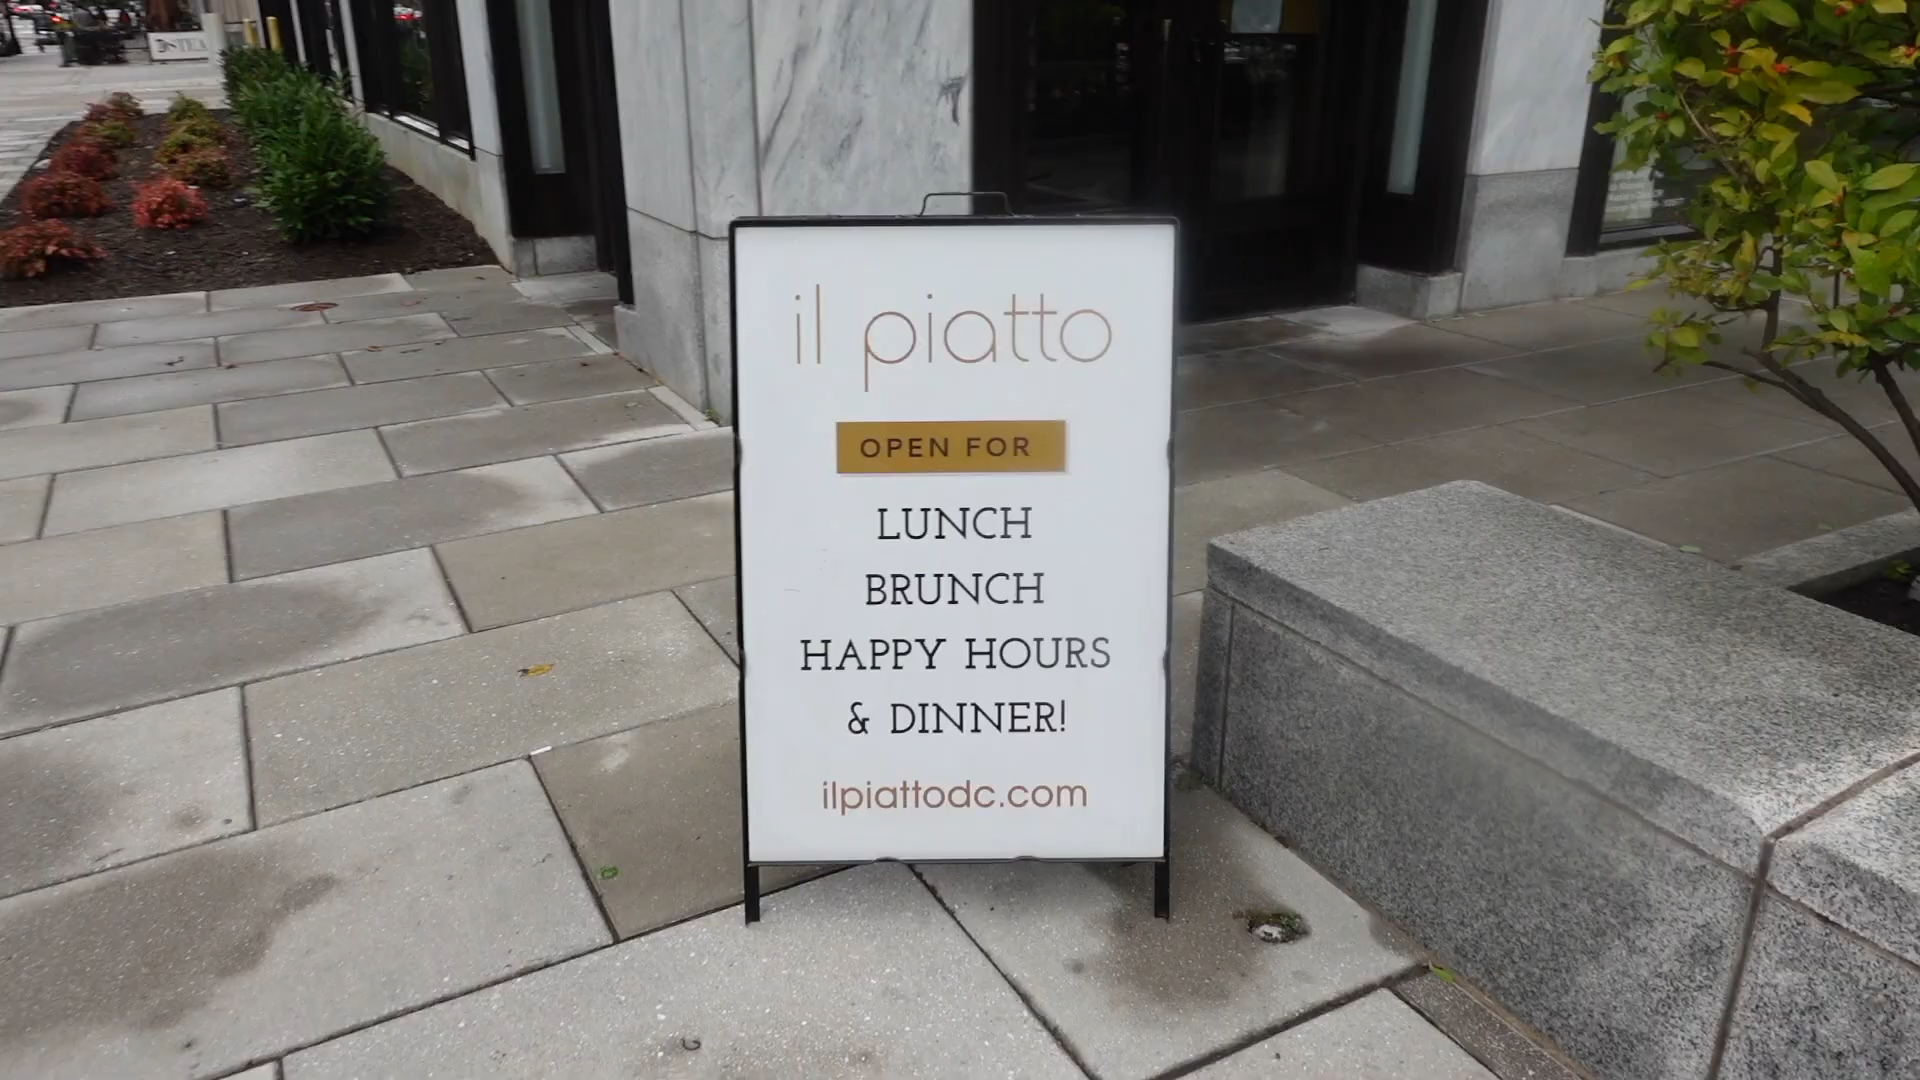 il piatto
OPEN FOR
LUNCH
BRUNCH
HAPPY HOURS
& DINNER!
ilpiattodc.com